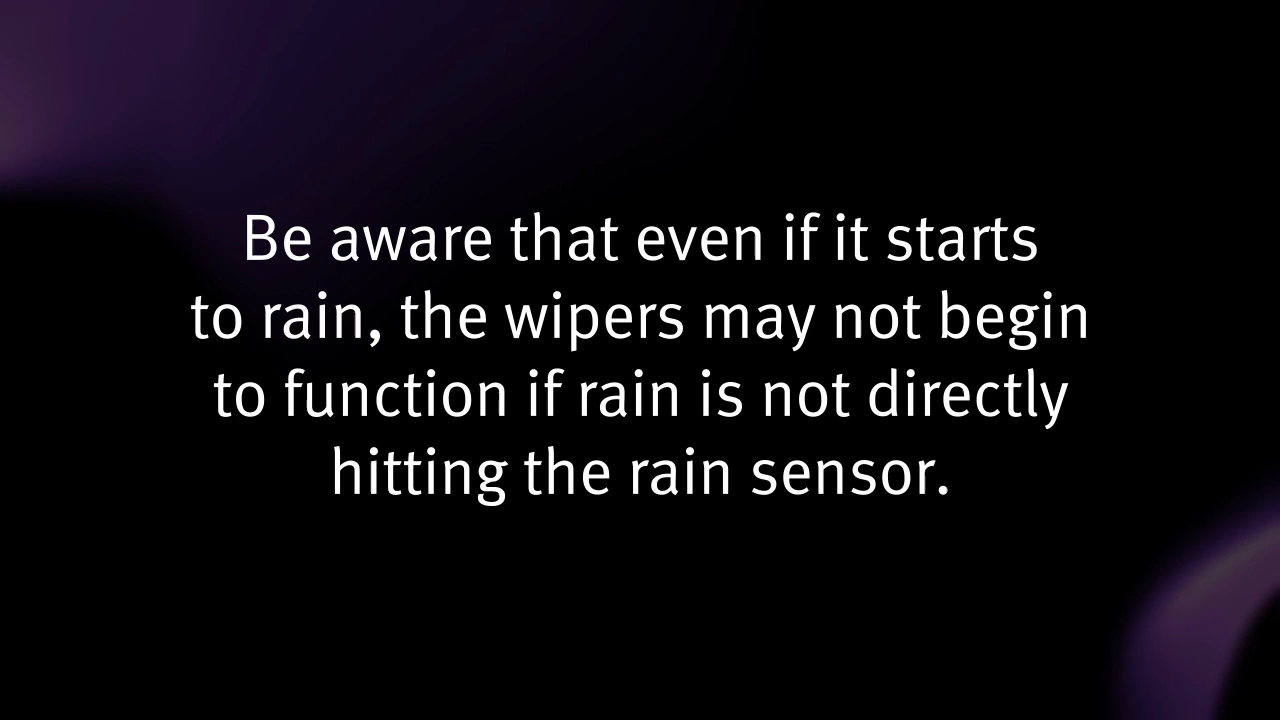 Be aware that even if it starts
to rain, the wipers may not begin
to function if rain is not directly
hitting the rain sensor.